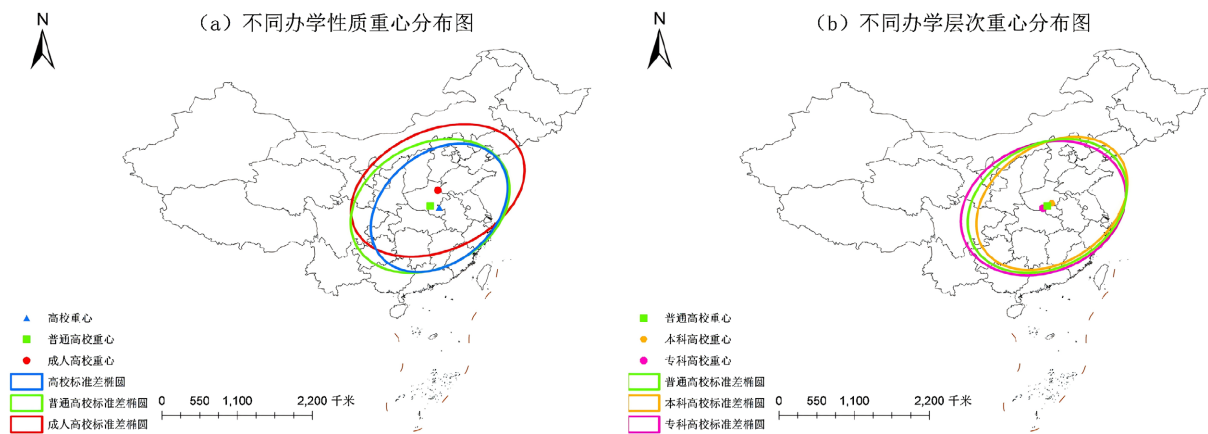 (a)不同办学性质重心分布图
N
高校重心
普通高校重心
成人高校重心
高校标准差椭圆
普通高校标准差椭圆
成人高校标准差椭圆
0 550 1,100 2,200 千米
(b)不同办学层次重心分布图
N
普通高校重心
本科高校重心
专科高校重心
普通高校标准差椭圆
本科高校标准差椭圆
专科高校标准差椭圆
0 550 1,100 2,200 千米